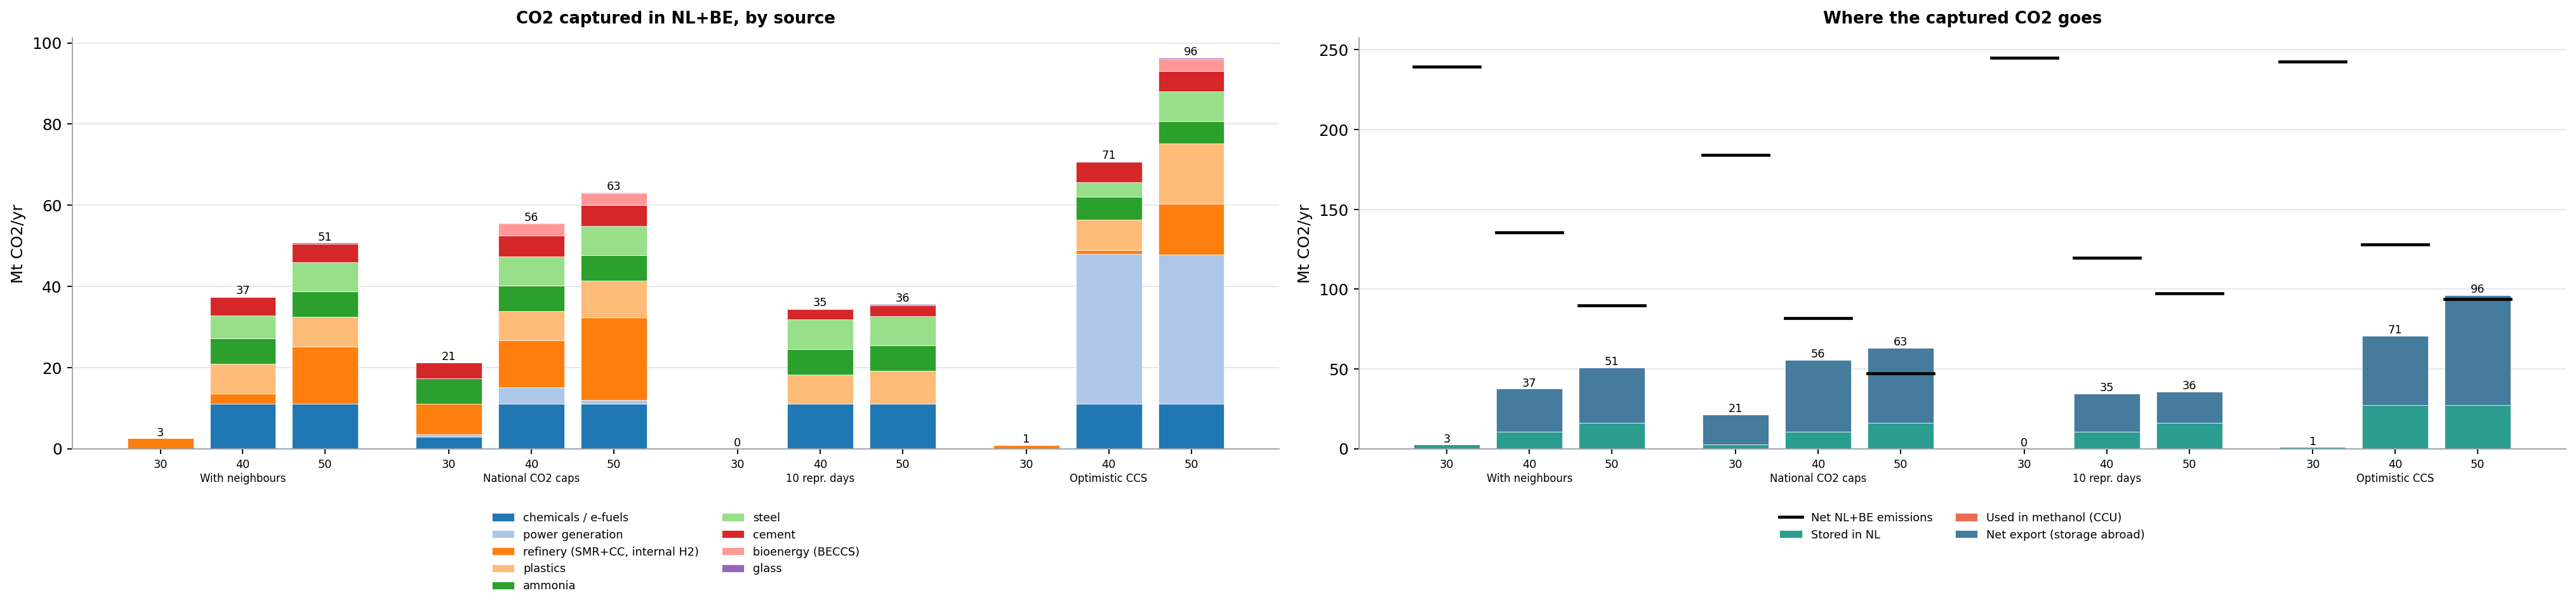 CO2 captured in NL+BE, by source
Mt CO2/yr
100
80
60
40
20
0
3
37
51
21
56
63
0
35
36
1
71
96
30 40 50 30 40 50 30 40 50 30 40 50
With neighbours National CO2 caps 10 repr. days Optimistic CCS
chemicals / e-fuels
power generation
refinery (SMR+CC, internal H2)
plastics
ammonia
steel
cement
bioenergy (BECCS)
glass
Where the captured CO2 goes
Mt CO2/yr
250
200
150
100
50
0
3
37
51
21
56
63
0
35
36
1
71
96
30 40 50 30 40 50 30 40 50 30 40 50
With neighbours National CO2 caps 10 repr. days Optimistic CCS
Net NL+BE emissions
Stored in NL
Used in methanol (CCU)
Net export (storage abroad)